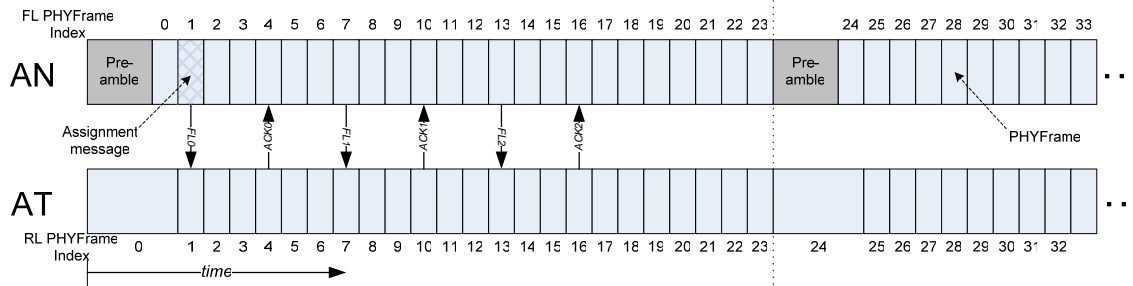 FL PHYFrame Index 0 1 2 3 4 5 6 7 8 9 10 11 12 13 14 15 16 17 18 19 20 21 22 23 24 25 26 27 28 29 30 31 32 33
AN Pre-amble Pre-amble
Assignment message FL0 ACK0 FL1 ACK1 FL2 ACK2 PHYFrame
AT
RL PHYFrame Index 0 1 2 3 4 5 6 7 8 9 10 11 12 13 14 15 16 17 18 19 20 21 22 23 24 25 26 27 28 29 30 31 32
time